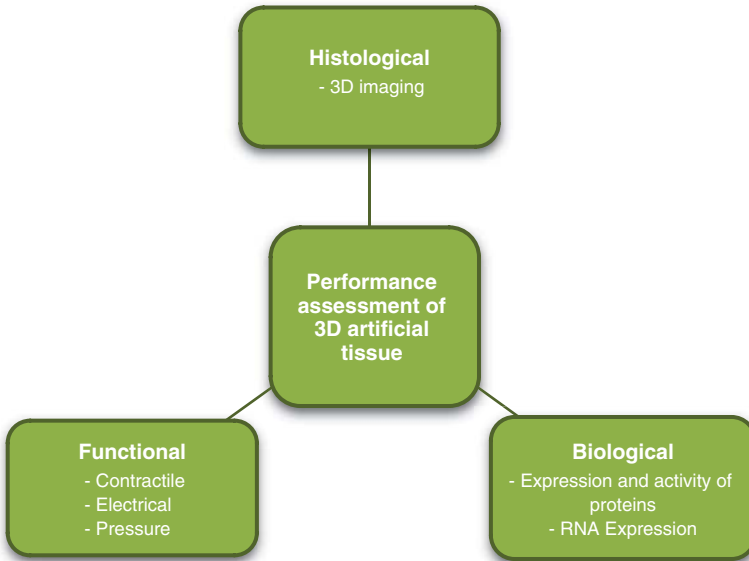 Histological
- 3D imaging
Performance
assessment of
3D artificial
tissue
Functional
- Contractile
- Electrical
- Pressure
Biological
- Expression and activity of
proteins
- RNA Expression